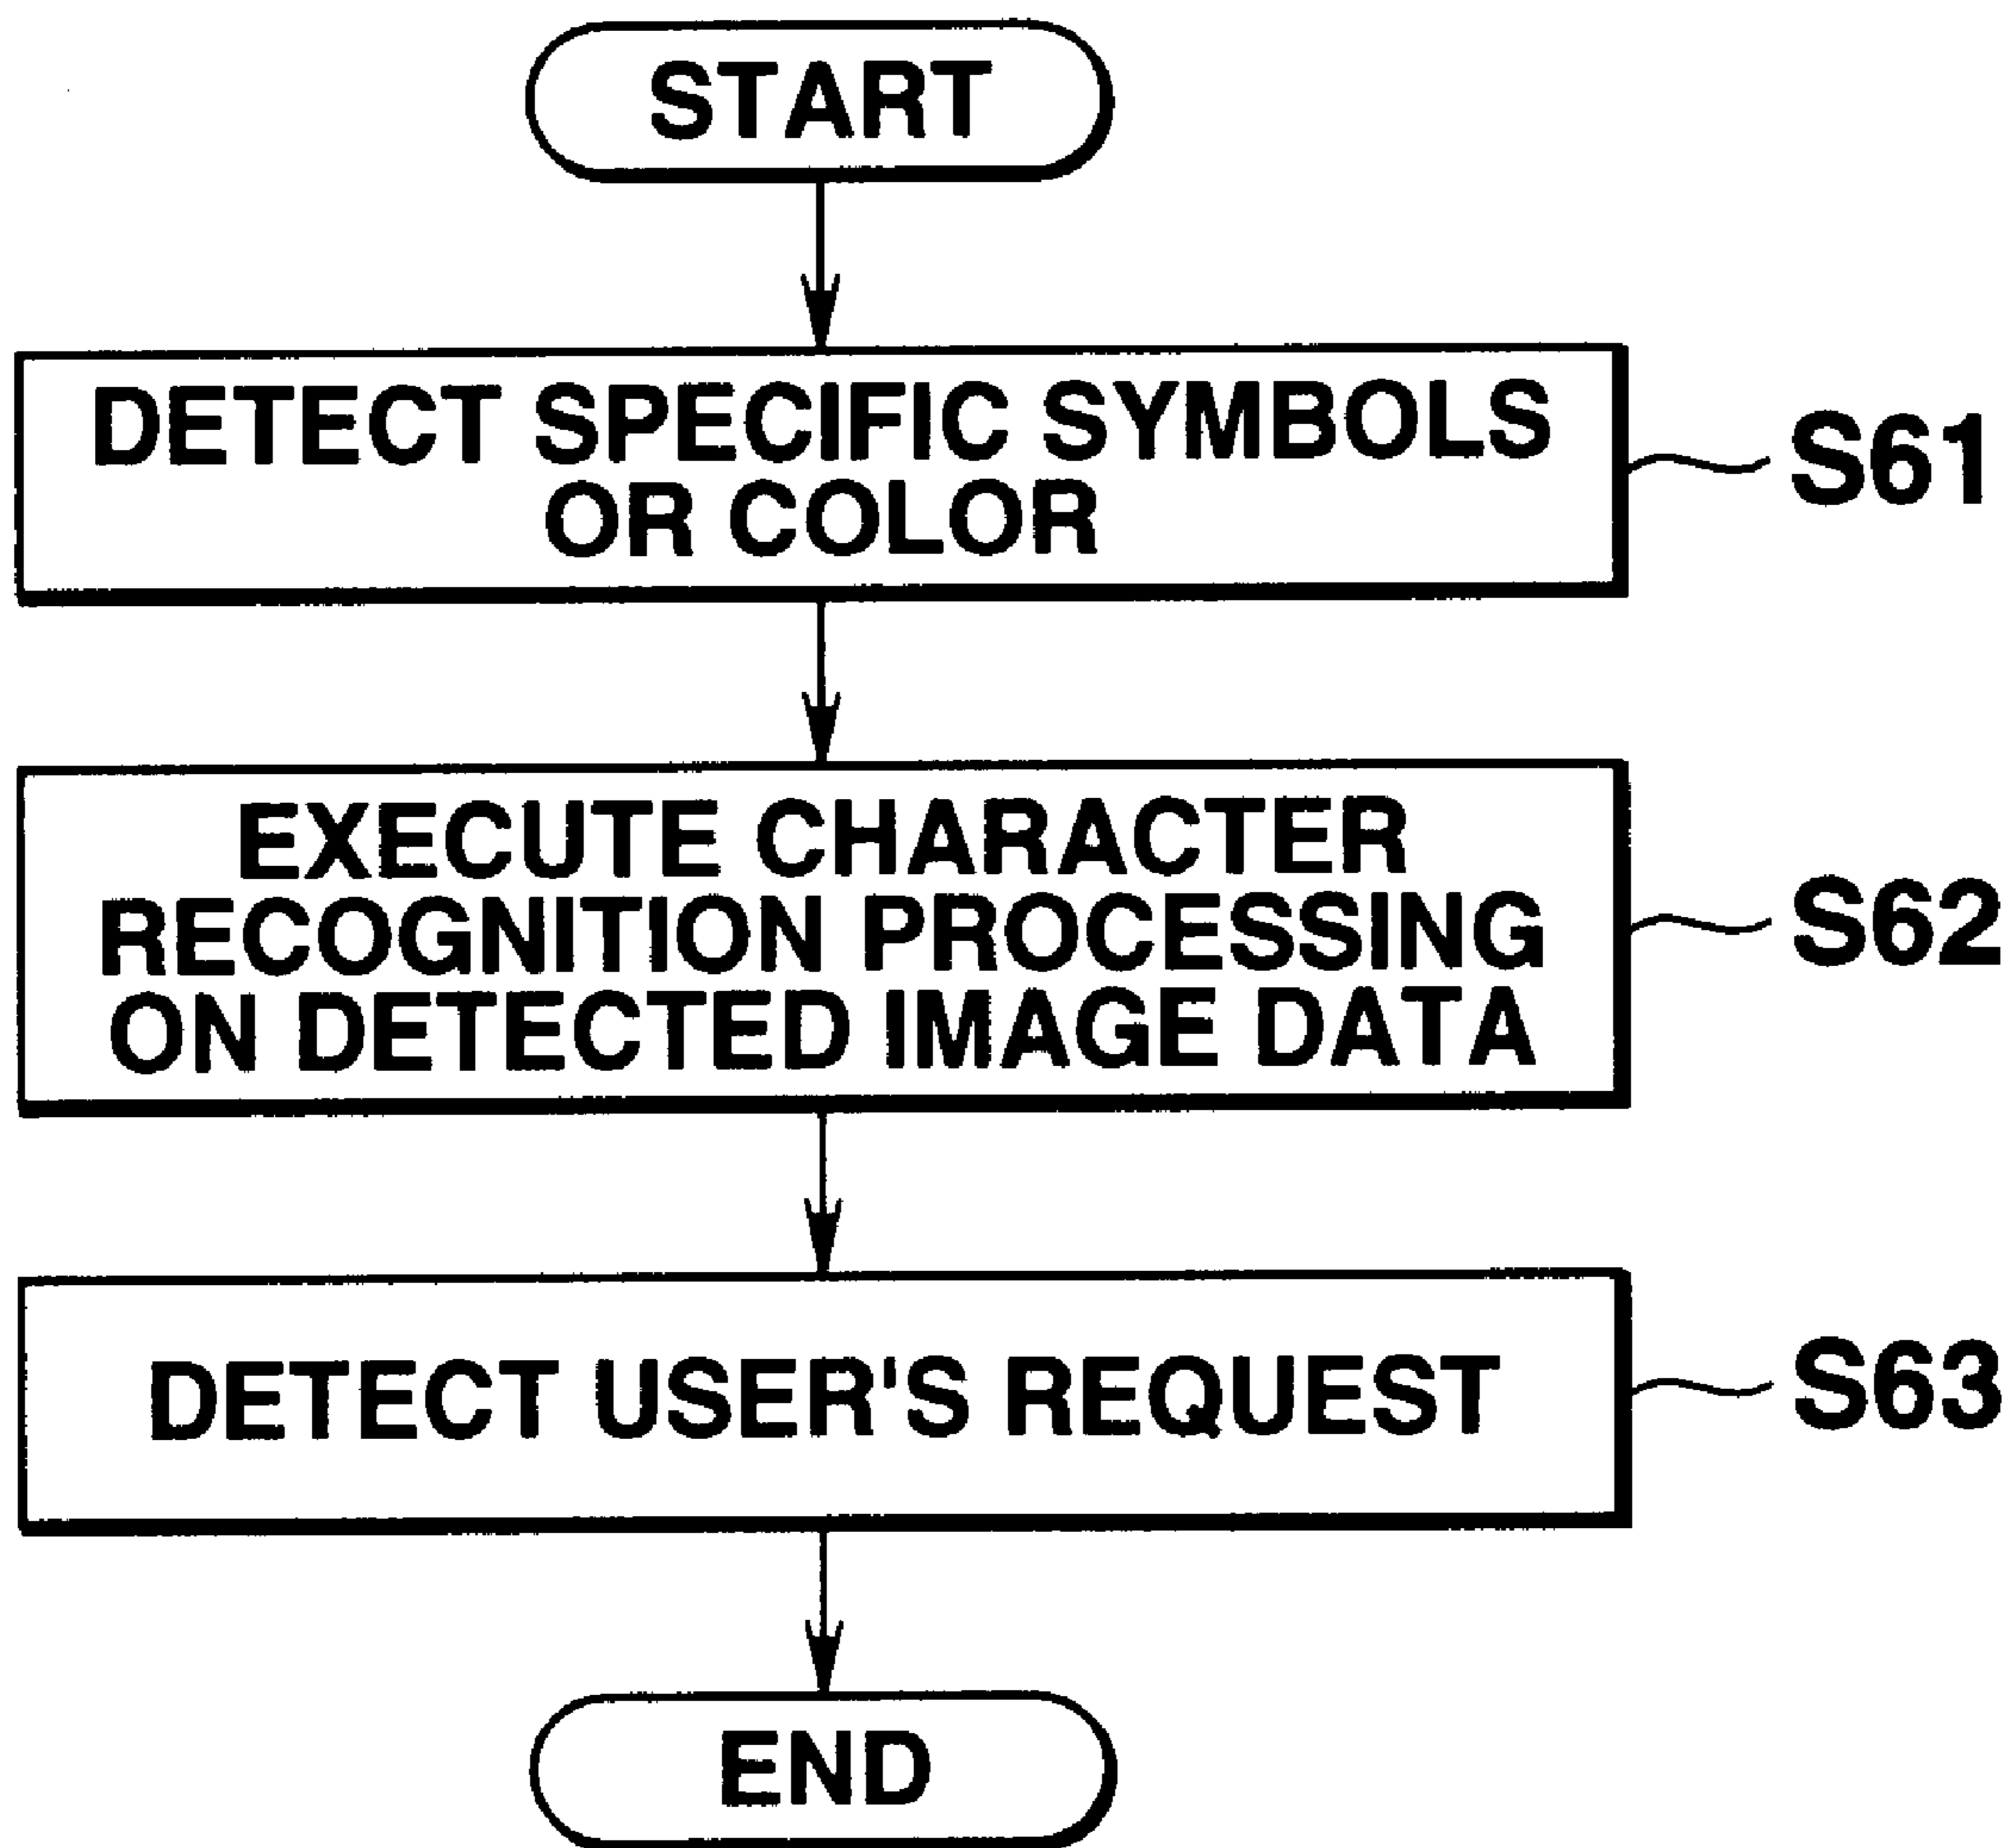 START
DETECT SPECIFIC SYMBOLS
OR COLOR
S61
EXECUTE CHARACTER
RECOGNITION PROCESSING
ON DETECTED IMAGE DATA
S62
DETECT USER'S REQUEST
S63
END